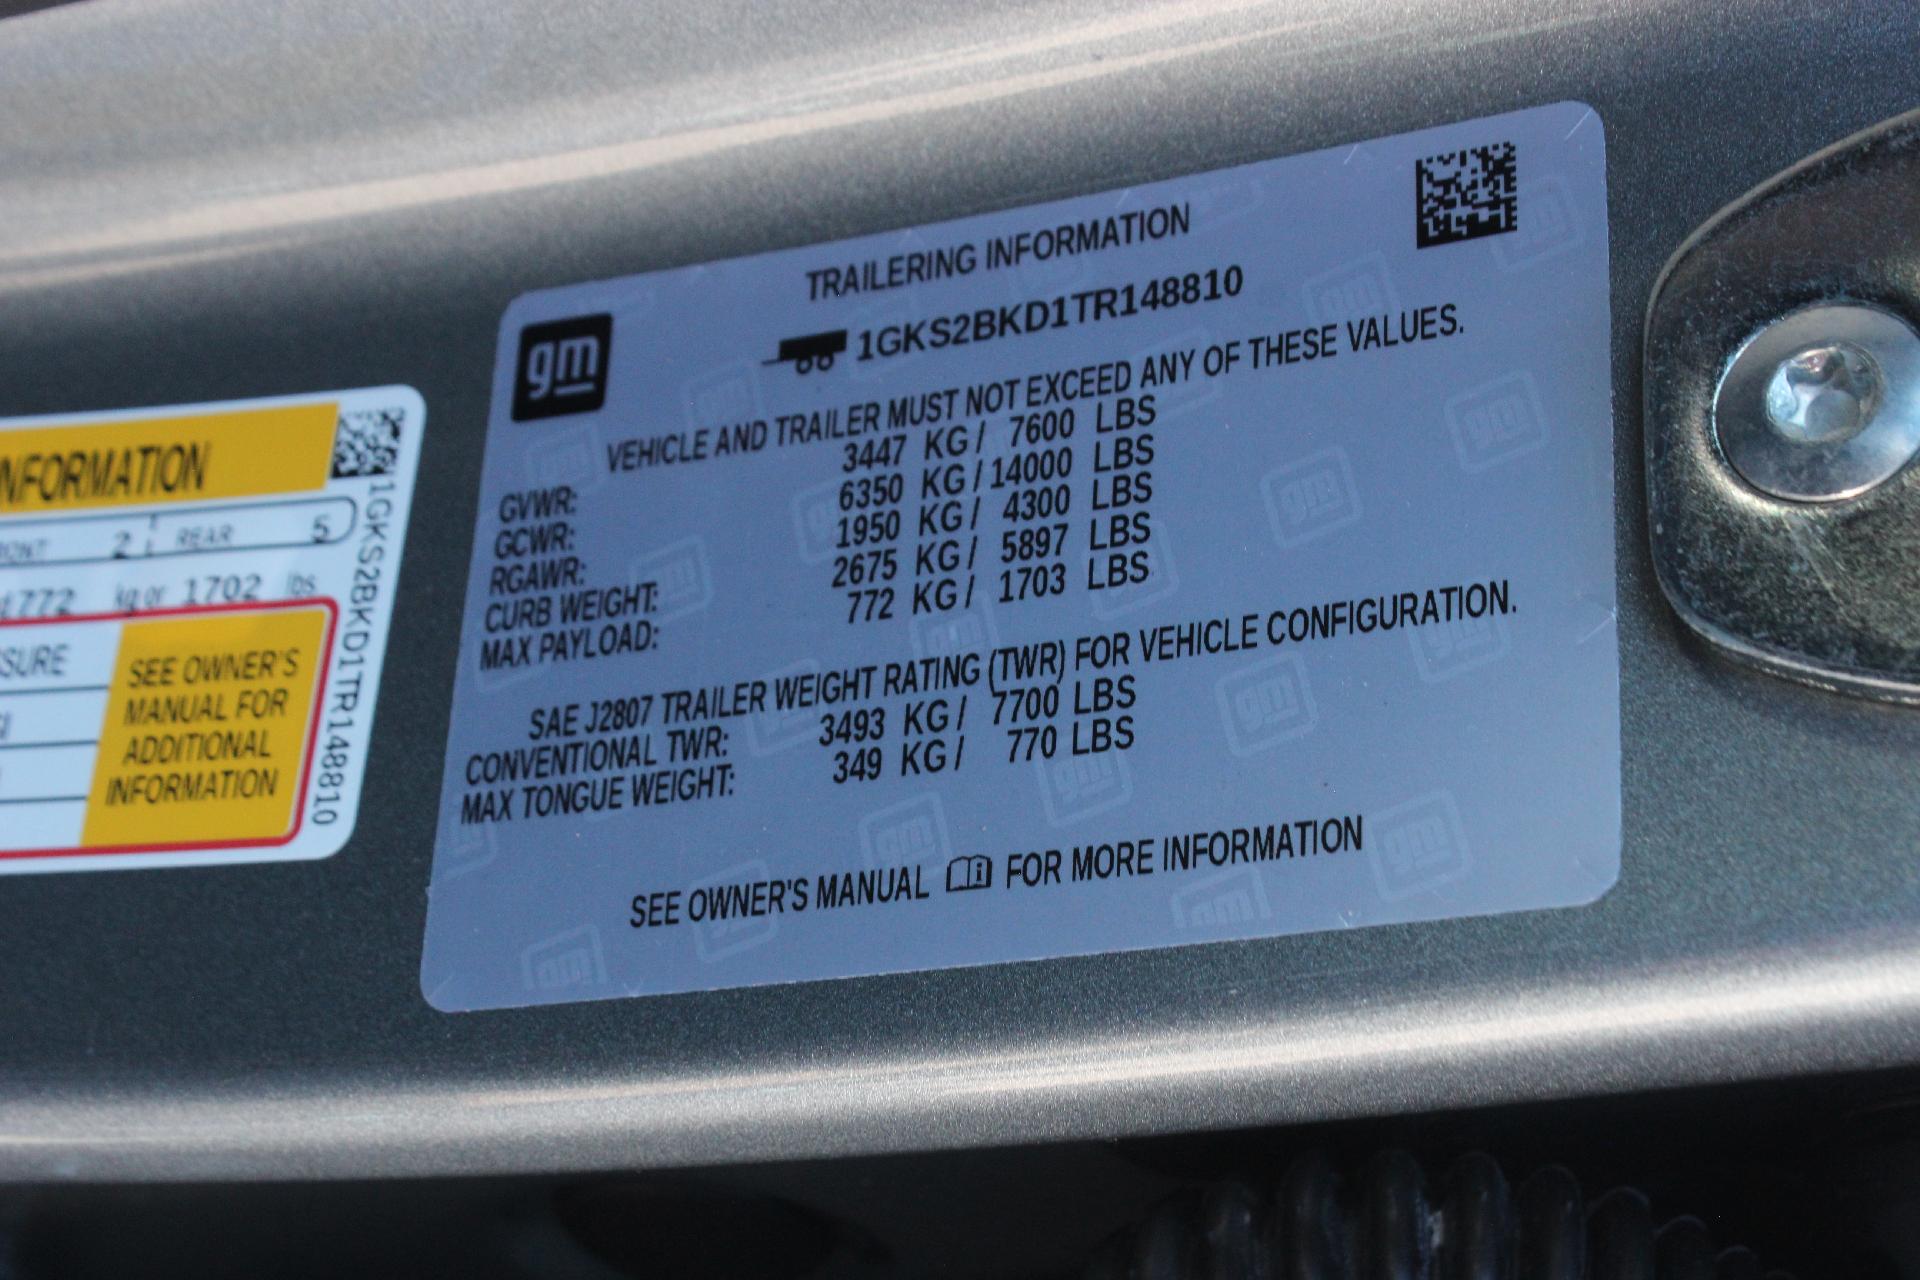 TRAILERING INFORMATION
1GKS2BKD1TR148810
gm
VEHICLE AND TRAILER MUST NOT EXCEED ANY OF THESE VALUES.
GVWR: 3447 KG / 7600 LBS
GCWR: 6350 KG / 14000 LBS
RGAWR: 1950 KG / 4300 LBS
CURB WEIGHT: 2675 KG / 5897 LBS
MAX PAYLOAD: 772 KG / 1703 LBS
SAE J2807 TRAILER WEIGHT RATING (TWR) FOR VEHICLE CONFIGURATION.
CONVENTIONAL TWR: 3493 KG / 7700 LBS
MAX TONGUE WEIGHT: 349 KG / 770 LBS
SEE OWNER'S MANUAL FOR MORE INFORMATION
NFORMATION
ONT 2 REAR 5
772 kg or 1702 lbs
SSURE
SEE OWNER'S
MANUAL FOR
ADDITIONAL
INFORMATION
1GKS2BKD1TR148810